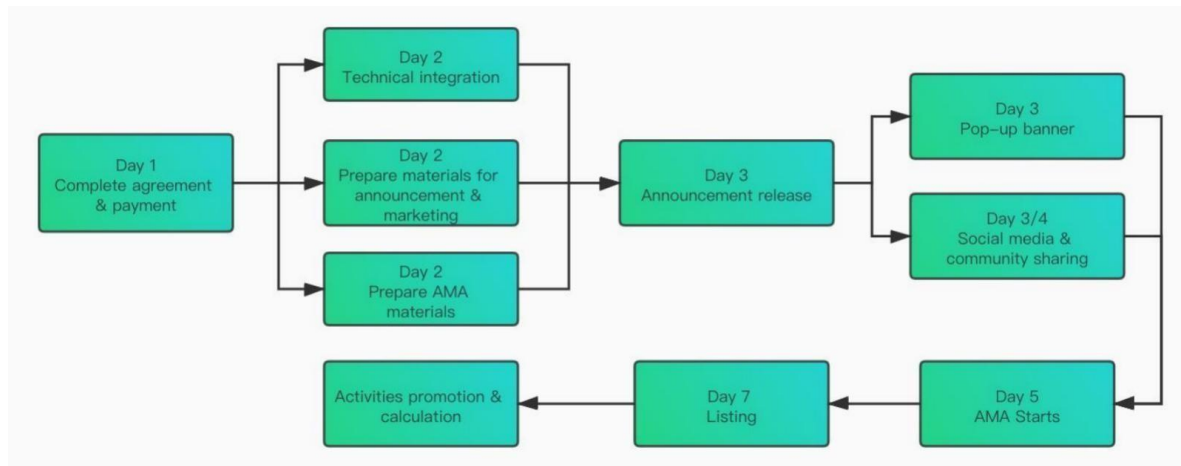 Day 1
Complete agreement
& payment
Day 2
Technical integration
Day 2
Prepare materials for
announcement &
marketing
Day 2
Prepare AMA
materials
Day 3
Announcement release
Day 3
Pop-up banner
Day 3/4
Social media &
community sharing
Day 5
AMA Starts
Day 7
Listing
Activities promotion &
calculation